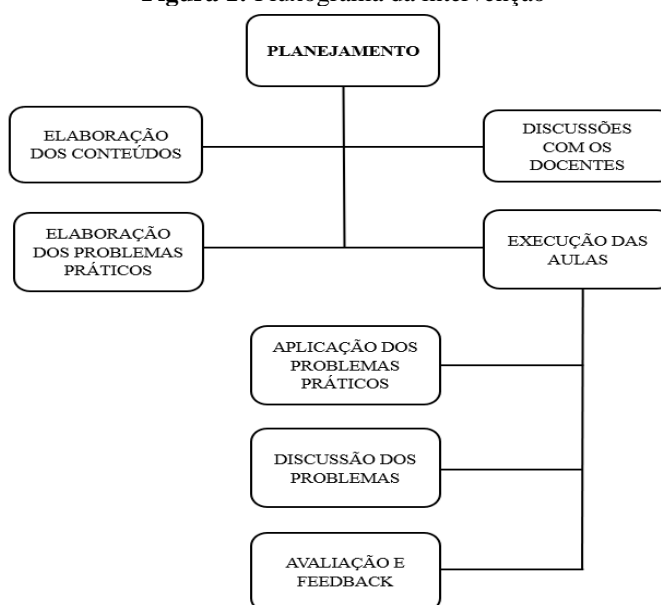 Figura 1. Fluxograma da intervenção
PLANEJAMENTO
ELABORAÇÃO
DOS CONTEÚDOS
DISCUSSÕES
COM OS
DOCENTES
ELABORAÇÃO
DOS PROBLEMAS
PRÁTICOS
EXECUÇÃO DAS
AULAS
APLICAÇÃO DOS
PROBLEMAS
PRÁTICOS
DISCUSSÃO DOS
PROBLEMAS
AVALIAÇÃO E
FEEDBACK